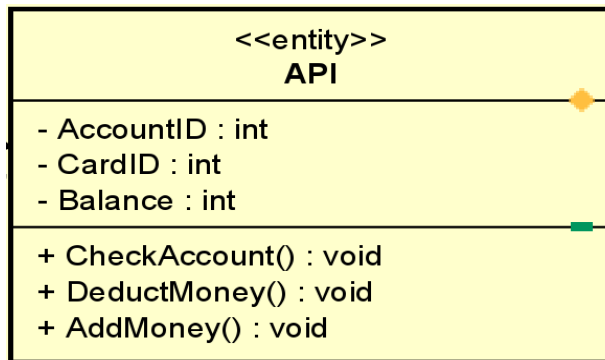 <<entity>>
API
- AccountID : int
- CardID : int
- Balance : int
+ CheckAccount() : void
+ DeductMoney() : void
+ AddMoney() : void